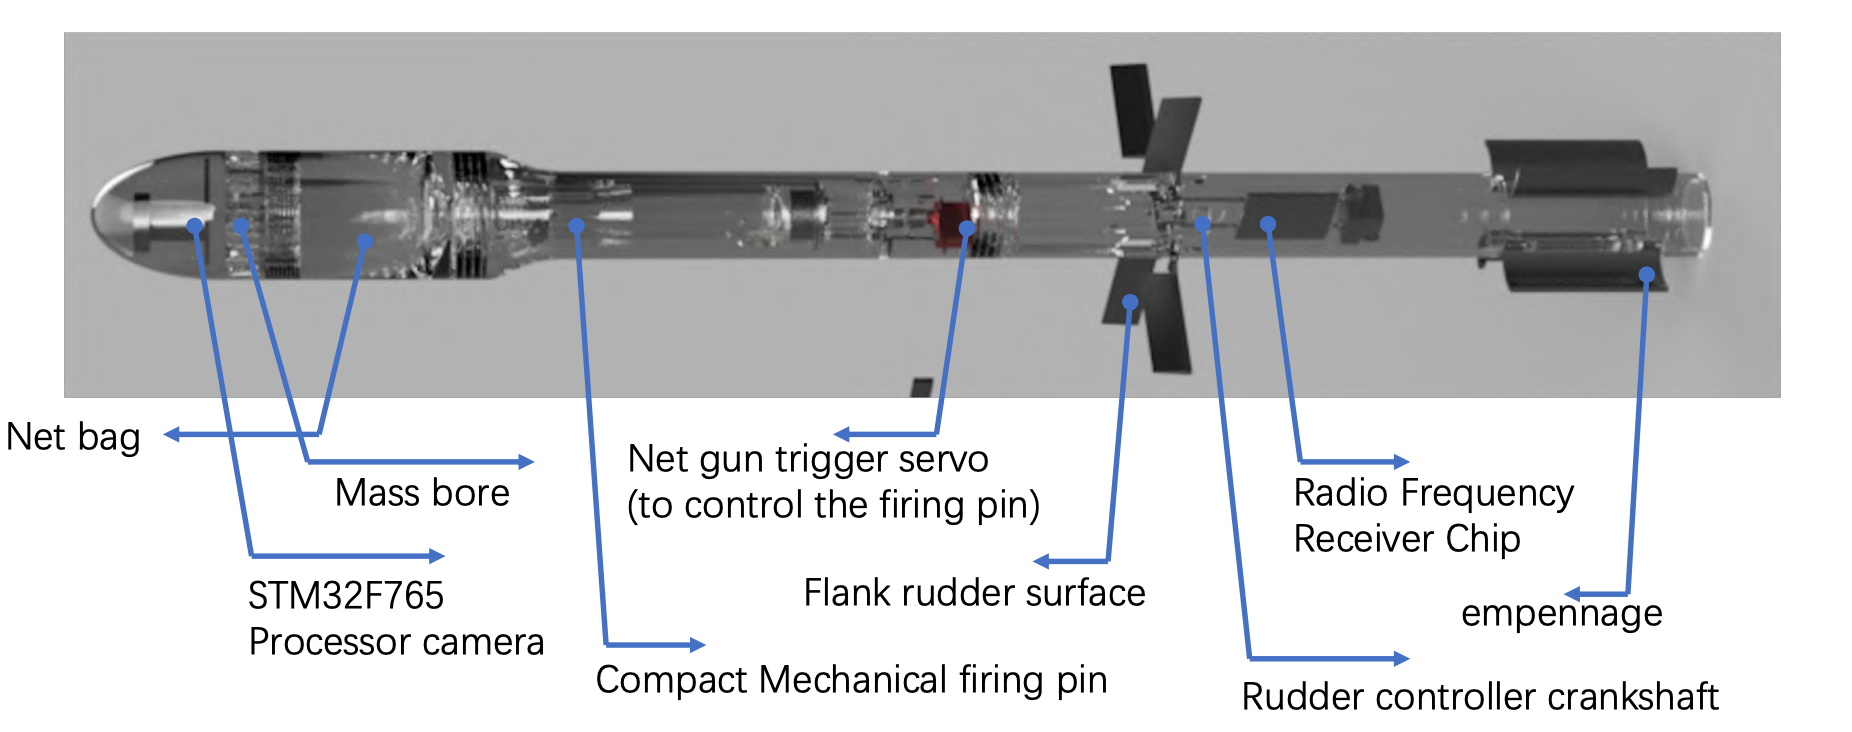 Net bag
Mass bore
STM32F765
Processor camera
Net gun trigger servo
(to control the firing pin)
Flank rudder surface
Compact Mechanical firing pin
Radio Frequency
Receiver Chip
empennage
Rudder controller crankshaft